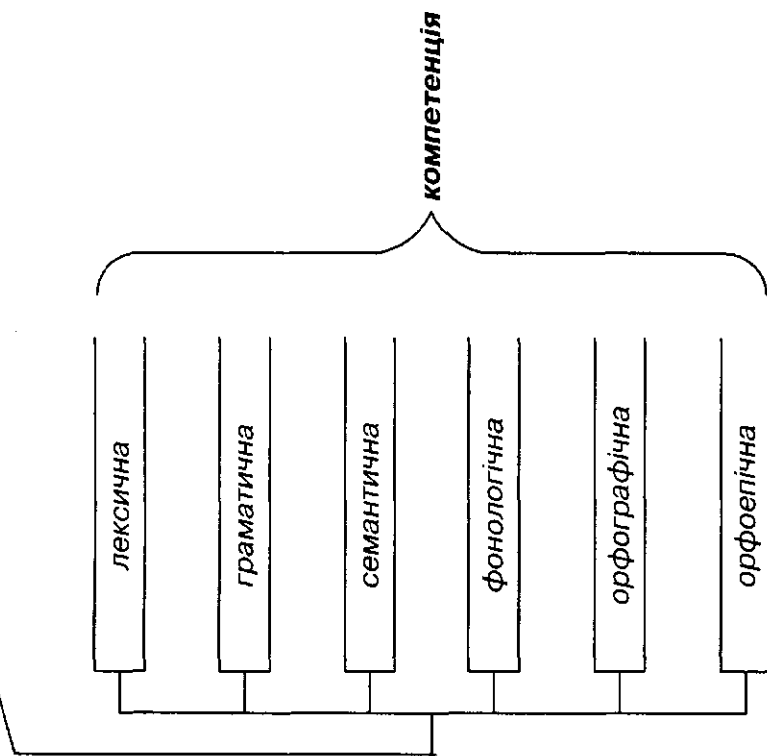 лексична
граматична
семантична
фонологічна
орфографічна
орфоепічна
компетенція